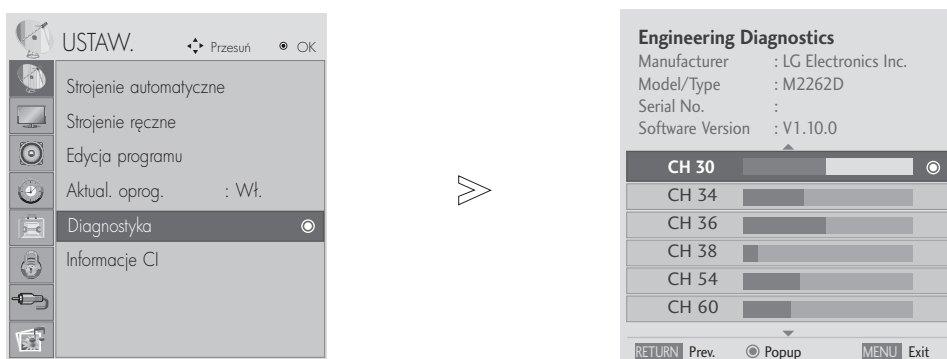 USTAW.
Przesuń
OK
Strojenie automatyczne
Strojenie ręczne
Edycja programu
Aktual. oprog. : Wł.
Diagnostyka
Informacje CI
Engineering Diagnostics
Manufacturer : LG Electronics Inc.
Model/Type : M2262D
Serial No. :
Software Version : V1.10.0
CH 30
CH 34
CH 36
CH 38
CH 54
CH 60
RETURN Prev. Popup MENU Exit